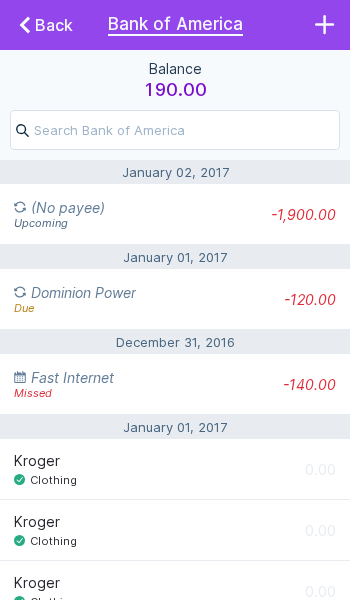 Back
Bank of America
Balance
190.00
Search Bank of America
January 02, 2017
(No payee)
-1,900.00
Upcoming
January 01, 2017
Dominion Power
-120.00
Due
December 31, 2016
Fast Internet
-140.00
Missed
January 01, 2017
Kroger
0.00
Clothing
Kroger
0.00
Clothing
Kroger
0.00
Clothing